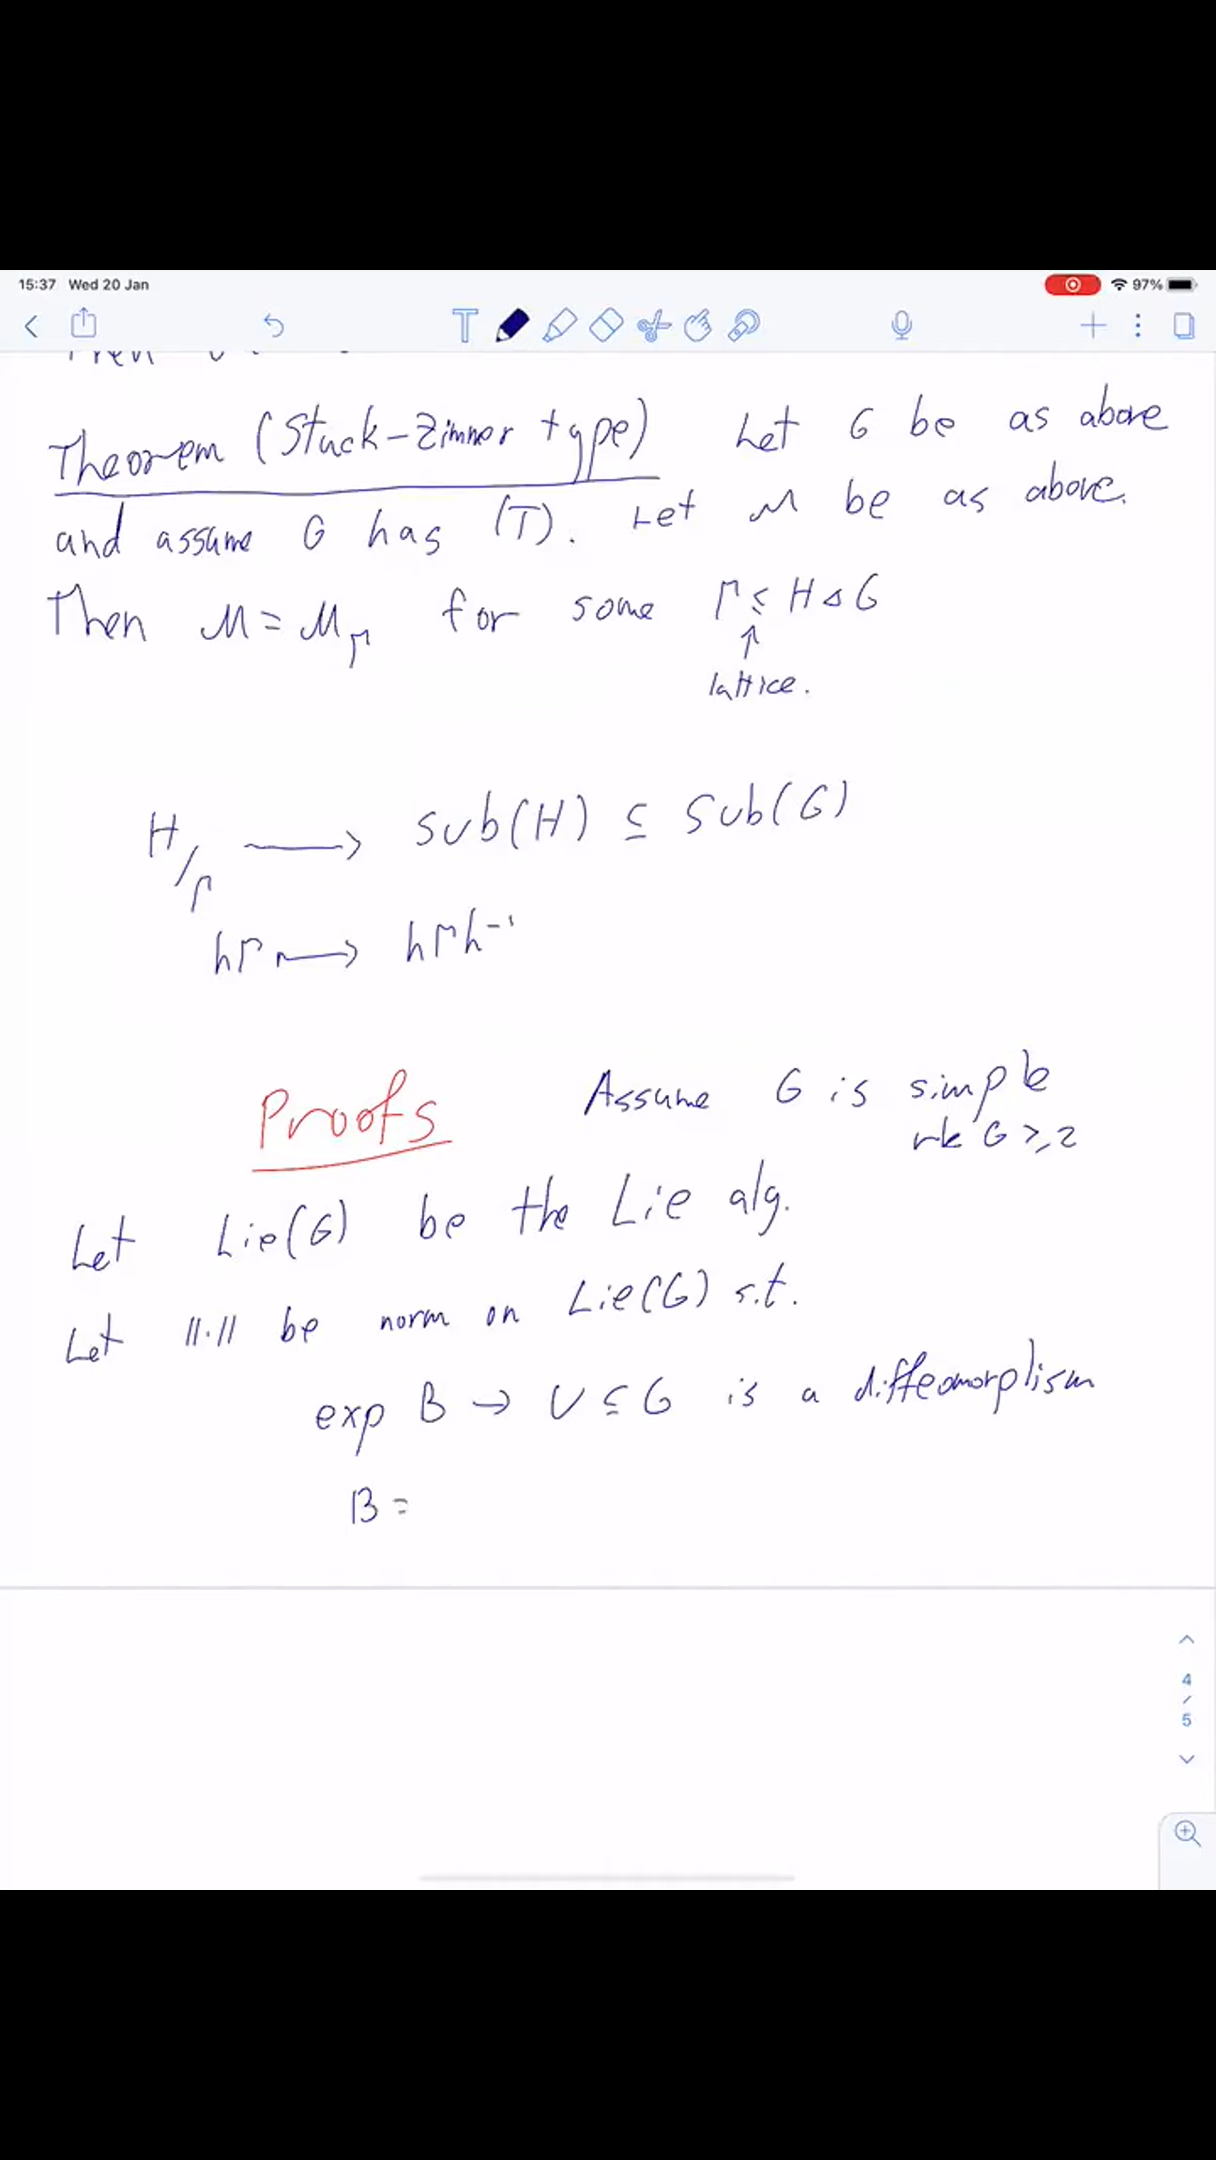 15:37 Wed 20 Jan 97%
T
Then
Theorem (Stuck-Zimmer type) Let G be as above
and assume G has (T). Let M be as above.
Then M = M_Γ for some Γ ≤ H ⊲ G
↑
lattice.
H/Γ ⟶ Sub(H) ⊆ Sub(G)
hΓ ⟼ hΓh⁻¹
Proofs Assume G is simple
rk G ≥ 2
Let Lie(G) be the Lie alg.
Let ||·|| be norm on Lie(G) s.t.
exp B → U ⊆ G is a diffeomorphism
B =
4
/
5